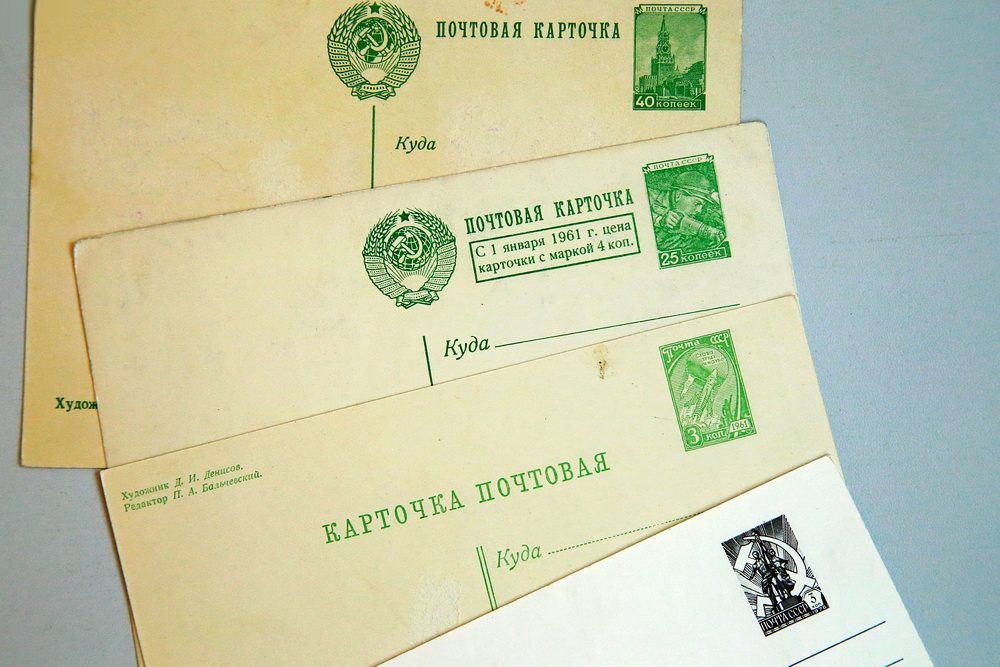 ПОЧТОВАЯ КАРТОЧКА
ПОЧТА СССР
40 копеек
Куда
Худож
ПОЧТОВАЯ КАРТОЧКА
С 1 января 1961 г. цена
карточки с маркой 4 коп.
ПОЧТА СССР
25 копеек
Куда
Почта СССР
3 коп 1961
Художник Д. И. Денисов.
Редактор П. А. Бальчевский.
КАРТОЧКА ПОЧТОВАЯ
Куда
ПОЧТА СССР 3